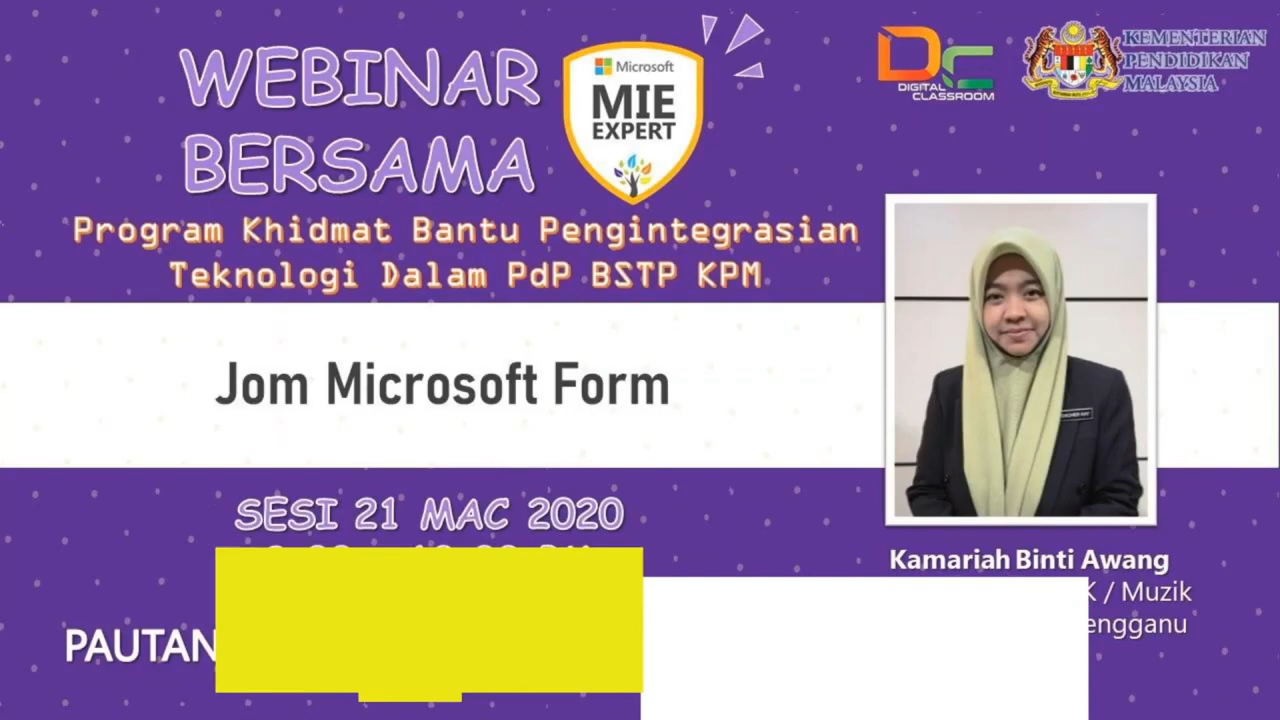 WEBINAR
BERSAMA
Microsoft
MIE
EXPERT
DIGITAL
CLASSROOM
KEMENTERIAN
PENDIDIKAN
MALAYSIA
Program Khidmat Bantu Pengintegrasian
Teknologi Dalam PdP BSTP KPM
Jom Microsoft Form
SESI 21 MAC 2020
Kamariah Binti Awang
/ Muzik
PAUTAN